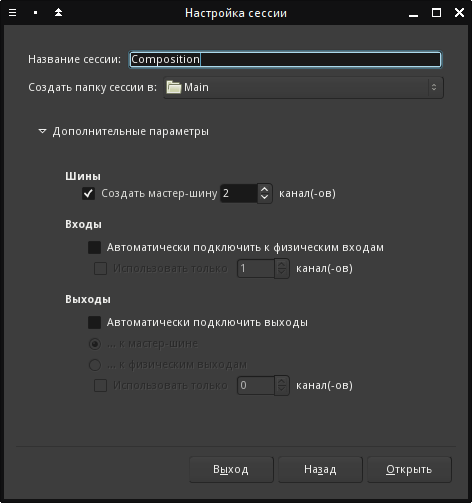 Настройка сессии
Название сессии: Composition
Создать папку сессии в: Main
Дополнительные параметры
Шины
Создать мастер-шину 2 канал(-ов)
Входы
Автоматически подключить к физическим входам
Использовать только 1 канал(-ов)
Выходы
Автоматически подключить выходы
... к мастер-шине
... к физическим выходам
Использовать только 0 канал(-ов)
Выход Назад Открыть